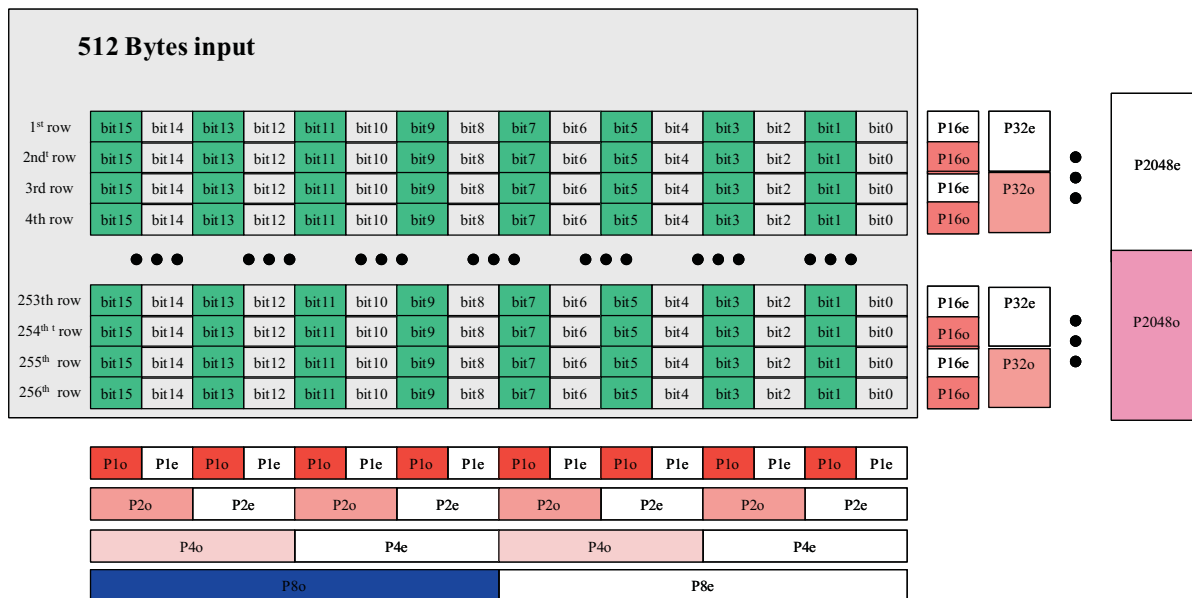 512 Bytes input
1st row bit15 bit14 bit13 bit12 bit11 bit10 bit9 bit8 bit7 bit6 bit5 bit4 bit3 bit2 bit1 bit0 P16e P32e
2ndt row bit15 bit14 bit13 bit12 bit11 bit10 bit9 bit8 bit7 bit6 bit5 bit4 bit3 bit2 bit1 bit0 P16o
P2048e
3rd row bit15 bit14 bit13 bit12 bit11 bit10 bit9 bit8 bit7 bit6 bit5 bit4 bit3 bit2 bit1 bit0 P16e P32o
4th row bit15 bit14 bit13 bit12 bit11 bit10 bit9 bit8 bit7 bit6 bit5 bit4 bit3 bit2 bit1 bit0 P16o
253th row bit15 bit14 bit13 bit12 bit11 bit10 bit9 bit8 bit7 bit6 bit5 bit4 bit3 bit2 bit1 bit0 P16e P32e
254th t row bit15 bit14 bit13 bit12 bit11 bit10 bit9 bit8 bit7 bit6 bit5 bit4 bit3 bit2 bit1 bit0 P16o P2048o
255th row bit15 bit14 bit13 bit12 bit11 bit10 bit9 bit8 bit7 bit6 bit5 bit4 bit3 bit2 bit1 bit0 P16e P32o
256th row bit15 bit14 bit13 bit12 bit11 bit10 bit9 bit8 bit7 bit6 bit5 bit4 bit3 bit2 bit1 bit0 P16o
P1o P1e P1o P1e P1o P1e P1o P1e P1o P1e P1o P1e P1o P1e P1o P1e
P2o P2e P2o P2e P2o P2e P2o P2e
P4o P4e P4o P4e
P8o P8e